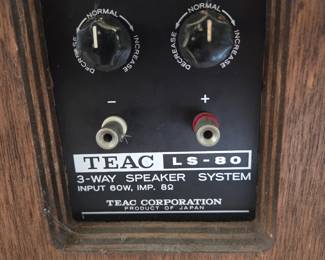 NORMAL NORMAL
DECREASE INCREASE DECREASE INCREASE
− +
TEAC LS-80
3-WAY SPEAKER SYSTEM
INPUT 60W, IMP. 8Ω
TEAC CORPORATION
PRODUCT OF JAPAN